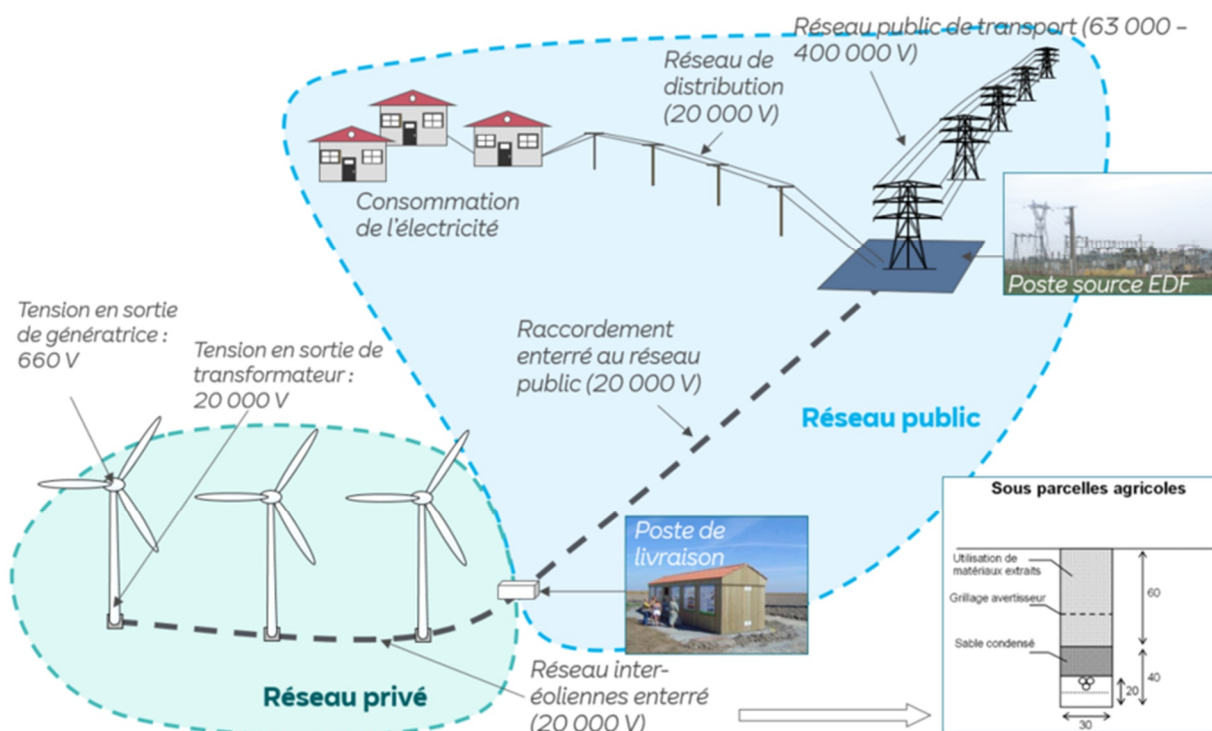 Réseau public de transport (63 000 –
400 000 V)
Réseau de
distribution
(20 000 V)
Consommation
de l'électricité
Poste source EDF
Tension en sortie
de génératrice :
660 V
Tension en sortie de
transformateur :
20 000 V
Raccordement
enterré au réseau
public (20 000 V)
Réseau public
Poste de
livraison
Réseau privé
Réseau inter-
éoliennes enterré
(20 000 V)
Sous parcelles agricoles
Utilisation de
matériaux extraits
Grillage avertisseur
Sable condensé
60
40
20
30